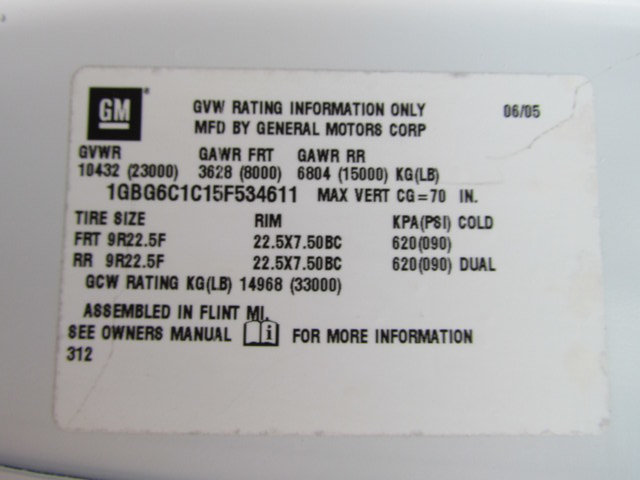 GM GVW RATING INFORMATION ONLY 06/05
MFD BY GENERAL MOTORS CORP
GVWR GAWR FRT GAWR RR
10432 (23000) 3628 (8000) 6804 (15000) KG(LB)
1GBG6C1C15F534611 MAX VERT CG=70 IN.
TIRE SIZE RIM KPA(PSI) COLD
FRT 9R22.5F 22.5X7.50BC 620(090)
RR 9R22.5F 22.5X7.50BC 620(090) DUAL
GCW RATING KG(LB) 14968 (33000)
ASSEMBLED IN FLINT MI.
SEE OWNERS MANUAL i FOR MORE INFORMATION
312